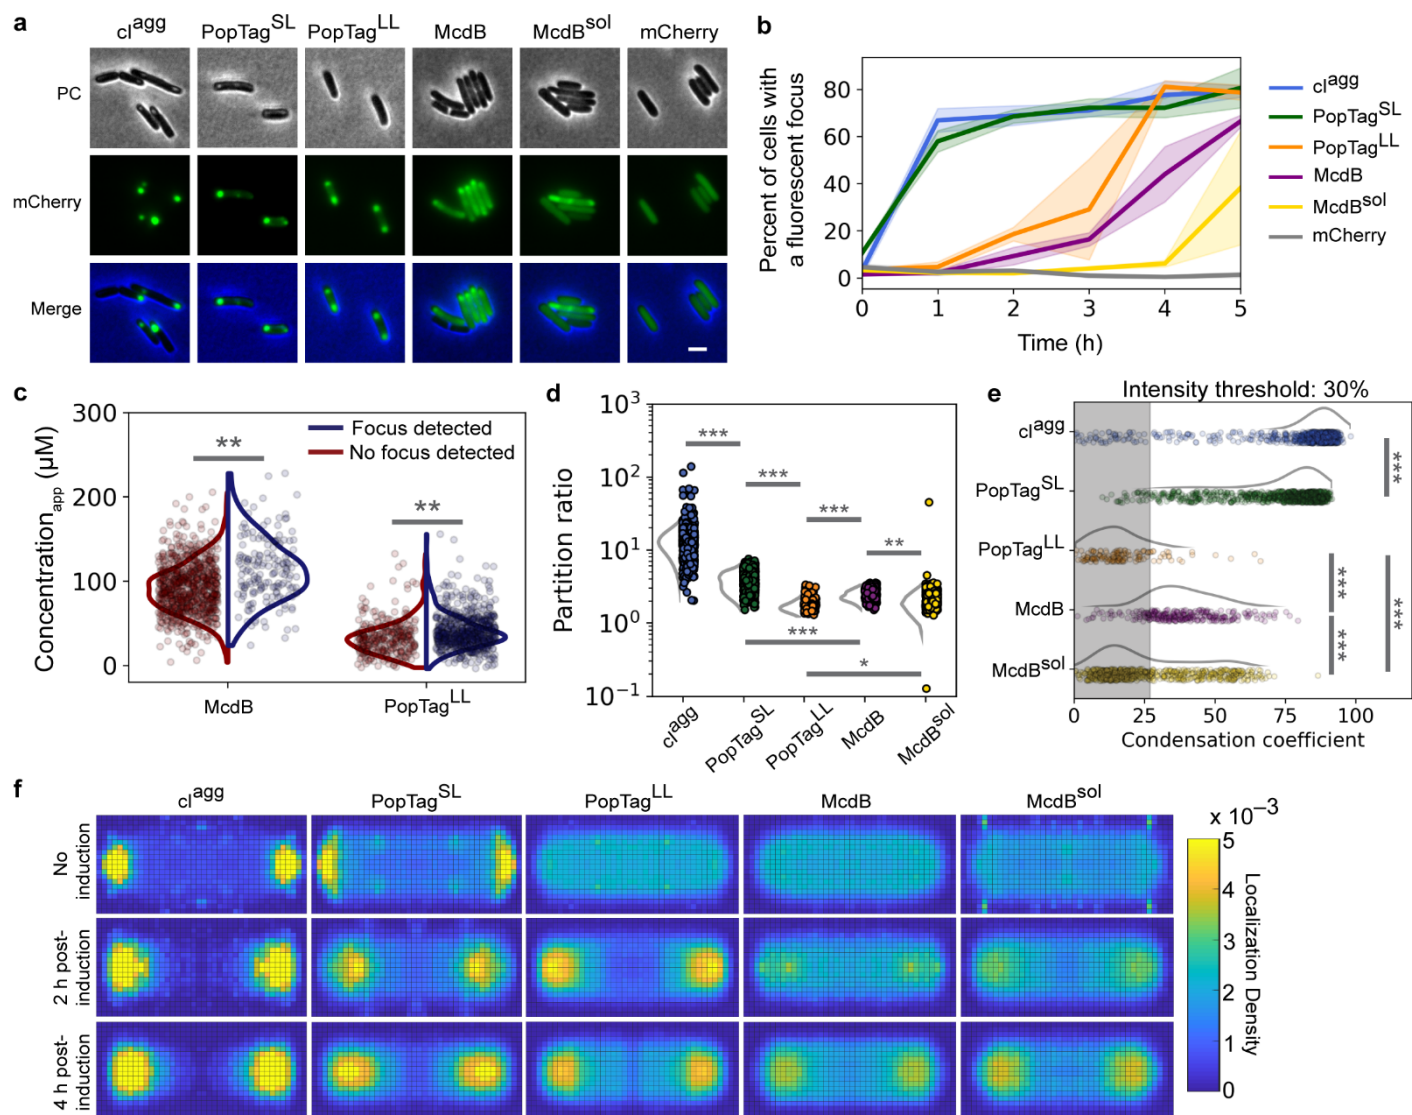 a
cI^agg PopTag^SL PopTag^LL McdB McdB^sol mCherry
PC
mCherry
Merge
b
Percent of cells with
a fluorescent focus
80
60
40
20
0
0 1 2 3 4 5
Time (h)
cI^agg
PopTag^SL
PopTag^LL
McdB
McdB^sol
mCherry
c
Concentration_app (μM)
300
200
100
0
**
**
Focus detected
No focus detected
McdB PopTag^LL
d
Partition ratio
10^3
10^2
10^1
10^0
10^−1
***
***
***
**
***
*
cI^agg PopTag^SL PopTag^LL McdB McdB^sol
e
Intensity threshold: 30%
cI^agg
PopTag^SL
PopTag^LL
McdB
McdB^sol
***
***
***
***
0 25 50 75 100
Condensation coefficient
f
cI^agg PopTag^SL PopTag^LL McdB McdB^sol
No
induction
2 h post-
induction
4 h post-
induction
x 10^−3
5
4
3
2
1
0
Localization Density